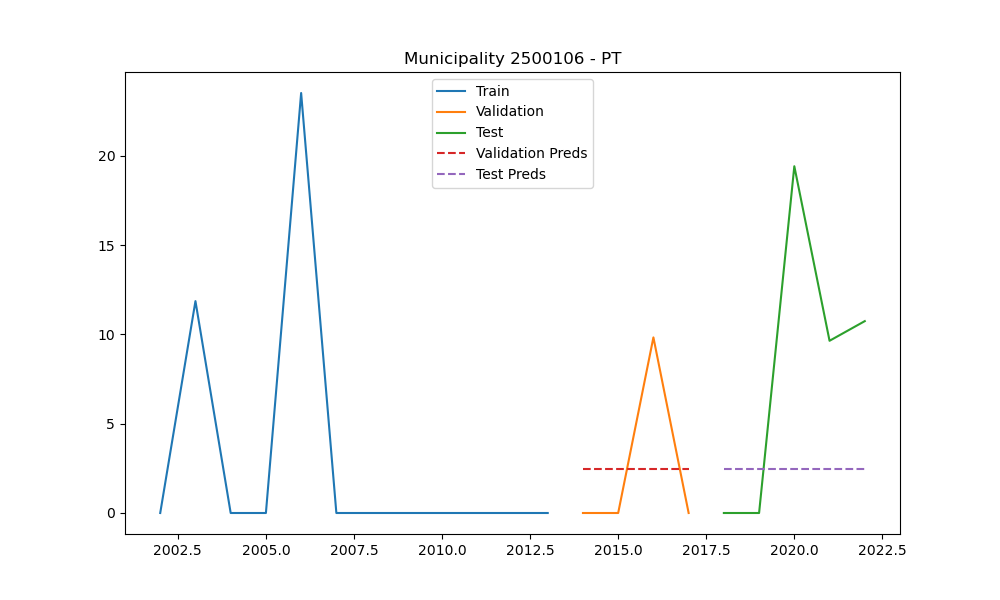 Municipality 2500106 - PT
Train
Validation
Test
Validation Preds
Test Preds
20
15
10
5
0
2002.5 2005.0 2007.5 2010.0 2012.5 2015.0 2017.5 2020.0 2022.5